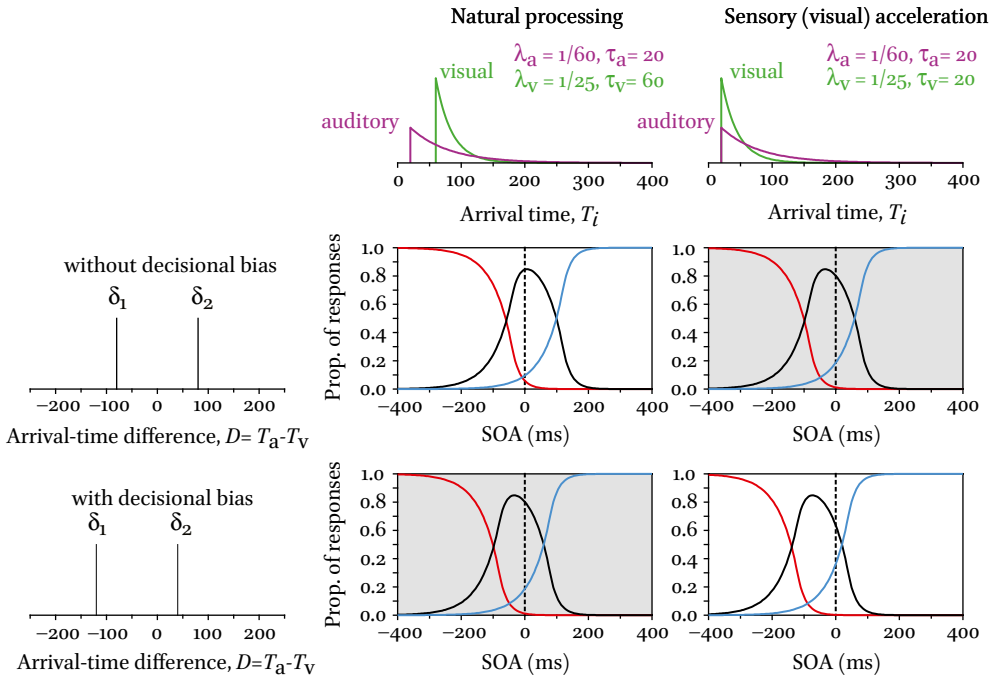 Natural processing
Sensory (visual) acceleration
λa = 1/60, τa= 20
λv = 1/25, τv= 60
visual
auditory
0 100 200 300 400
Arrival time, Ti
λa = 1/60, τa= 20
λv = 1/25, τv= 20
visual
auditory
0 100 200 300 400
Arrival time, Ti
without decisional bias
δ1 δ2
−200 −100 0 100 200
Arrival-time difference, D= Ta-Tv
Prop. of responses
1.0
0.8
0.6
0.4
0.2
0.0
−400 −200 0 200 400
SOA (ms)
1.0
0.8
0.6
0.4
0.2
0.0
−400 −200 0 200 400
SOA (ms)
with decisional bias
δ1 δ2
−200 −100 0 100 200
Arrival-time difference, D=Ta-Tv
Prop. of responses
1.0
0.8
0.6
0.4
0.2
0.0
−400 −200 0 200 400
SOA (ms)
1.0
0.8
0.6
0.4
0.2
0.0
−400 −200 0 200 400
SOA (ms)